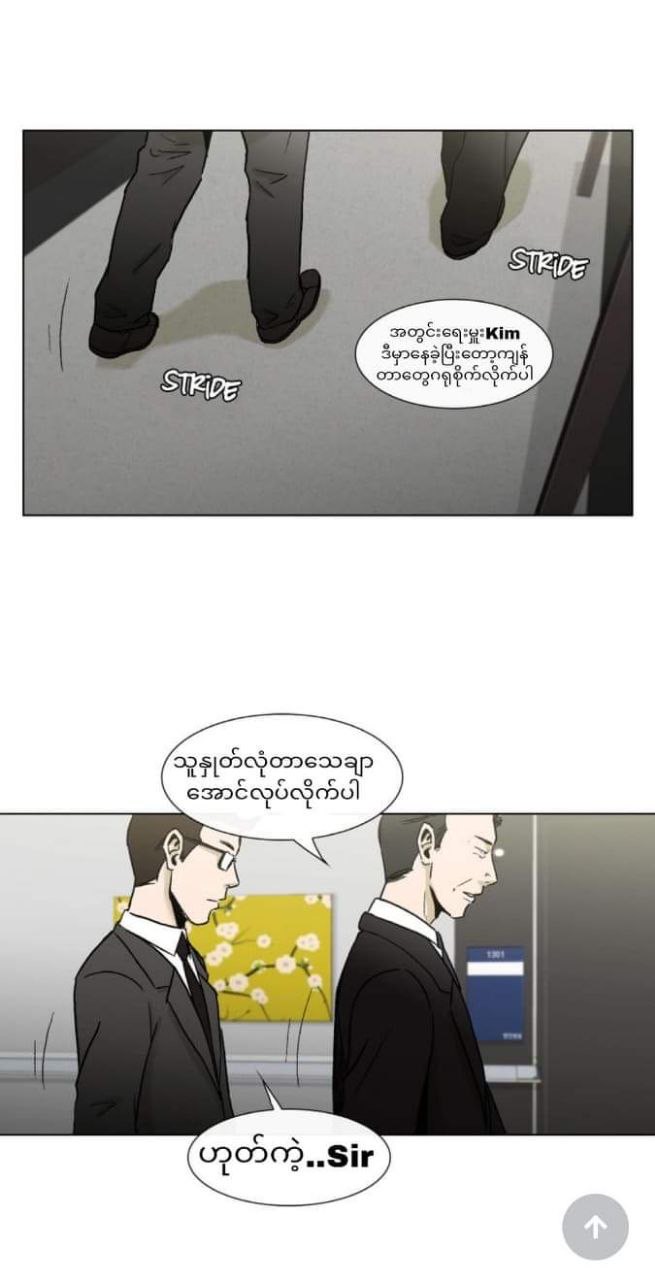 STRIDE
အတွင်းရေးမှူးKim
ဒီမှာနေခဲ့ပြီးတော့ကျန်
တာတွေဂရုစိုက်လိုက်ပါ
STRIDE
သူနှုတ်လုံတာသေချာ
အောင်လုပ်လိုက်ပါ
1301
ဟုတ်ကဲ့..Sir